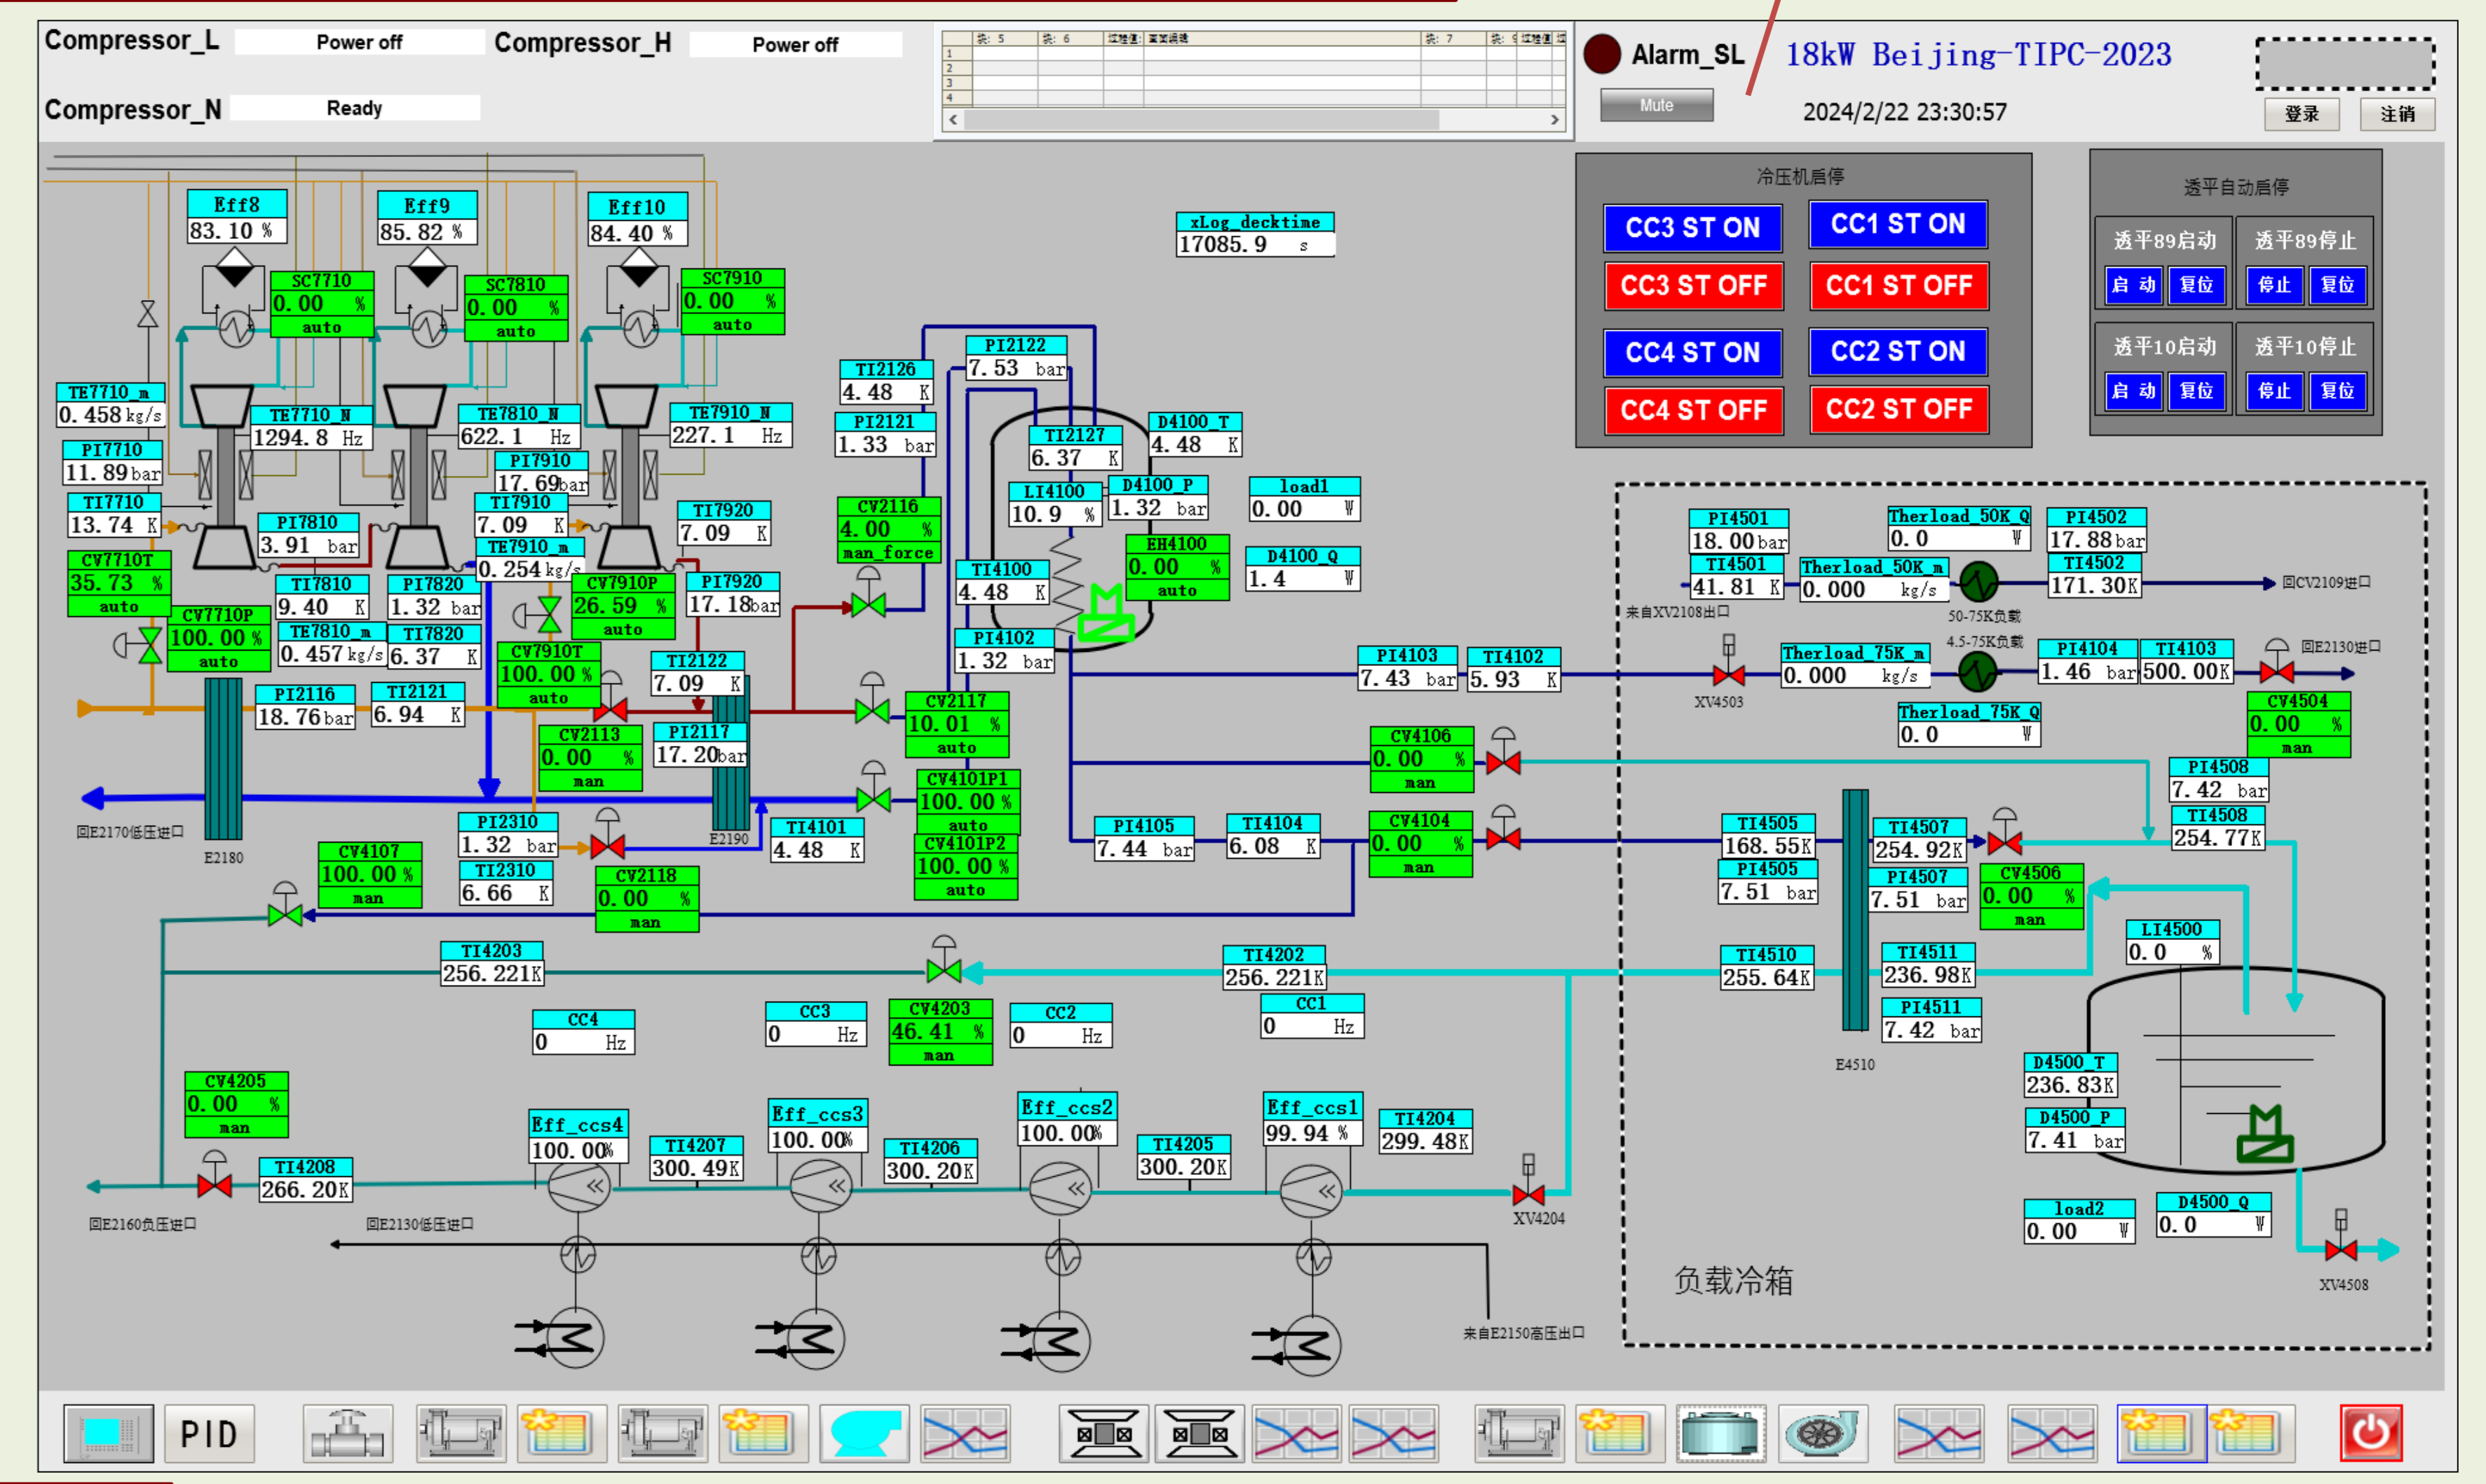 Compressor_L Power off Compressor_H Power off
Compressor_N Ready
块: 5 块: 6 过程值: 画面编辑 块: 7 块: 9 过程值
1
2
3
4
Alarm_SL
Mute
18kW Beijing-TIPC-2023
2024/2/22 23:30:57
登录 注销
Eff8
83.10 %
Eff9
85.82 %
Eff10
84.40 %
SC7710
0.00 %
auto
SC7810
0.00 %
auto
SC7910
0.00 %
auto
xLog_decktime
17085.9 s
冷压机启停
CC3 ST ON CC1 ST ON
CC3 ST OFF CC1 ST OFF
CC4 ST ON CC2 ST ON
CC4 ST OFF CC2 ST OFF
透平自动启停
透平89启动 透平89停止
启 动 复位 停止 复位
透平10启动 透平10停止
启 动 复位 停止 复位
TE7710_m
0.458 kg/s
TE7710_N
1294.8 Hz
TE7810_N
622.1 Hz
TE7910_N
227.1 Hz
PI7710
11.89 bar
TI7710
13.74 K
PI7810
3.91 bar
PI7910
17.69 bar
TI7910
7.09 K
TE7910_m
0.254 kg/s
TI7920
7.09 K
PI7920
17.18 bar
CV7710T
35.73 %
auto
CV7710P
100.00 %
auto
TI7810
9.40 K
PI7820
1.32 bar
TE7810_m
0.457 kg/s
TI7820
6.37 K
CV7910P
26.59 %
auto
CV7910T
100.00 %
auto
TI2122
7.09 K
PI2116
18.76 bar
TI2121
6.94 K
CV2113
0.00 %
man
PI2117
17.20 bar
回E2170低压进口
E2180
E2190
PI2310
1.32 bar
TI2310
6.66 K
CV2118
0.00 %
man
TI4101
4.48 K
CV4107
100.00 %
man
TI2126
4.48 K
PI2121
1.33 bar
PI2122
7.53 bar
CV2116
4.00 %
man_force
TI2127
6.37 K
D4100_T
4.48 K
LI4100
10.9 %
D4100_P
1.32 bar
TI4100
4.48 K
EH4100
0.00 %
auto
PI4102
1.32 bar
load1
0.00 W
D4100_Q
1.4 W
CV2117
10.01 %
auto
CV4101P1
100.00 %
auto
CV4101P2
100.00 %
auto
PI4103
7.43 bar
TI4102
5.93 K
CV4106
0.00 %
man
PI4105
7.44 bar
TI4104
6.08 K
CV4104
0.00 %
man
PI4501
18.00 bar
TI4501
41.81 K
Therload_50K_Q
0.0 W
Therload_50K_m
0.000 kg/s
PI4502
17.88 bar
TI4502
171.30 K
回CV2109进口
来自XV2108出口
50-75K负载
4.5-75K负载
XV4503
Therload_75K_m
0.000 kg/s
Therload_75K_Q
0.0 W
PI4104
1.46 bar
TI4103
500.00 K
回E2130进口
CV4504
0.00 %
man
PI4508
7.42 bar
TI4508
254.77 K
TI4505
168.55 K
PI4505
7.51 bar
TI4507
254.92 K
PI4507
7.51 bar
CV4506
0.00 %
man
LI4500
0.0 %
TI4510
255.64 K
TI4511
236.98 K
PI4511
7.42 bar
E4510
D4500_T
236.83 K
D4500_P
7.41 bar
load2
0.00 W
D4500_Q
0.0 W
XV4508
负载冷箱
TI4203
256.221 K
TI4202
256.221 K
CC4
0 Hz
CC3
0 Hz
CV4203
46.41 %
man
CC2
0 Hz
CC1
0 Hz
CV4205
0.00 %
man
TI4208
266.20 K
Eff_ccs4
100.00 %
TI4207
300.49 K
Eff_ccs3
100.00 %
TI4206
300.20 K
Eff_ccs2
100.00 %
TI4205
300.20 K
Eff_ccs1
99.94 %
TI4204
299.48 K
XV4204
回E2160负压进口
回E2130低压进口
来自E2150高压出口
PID